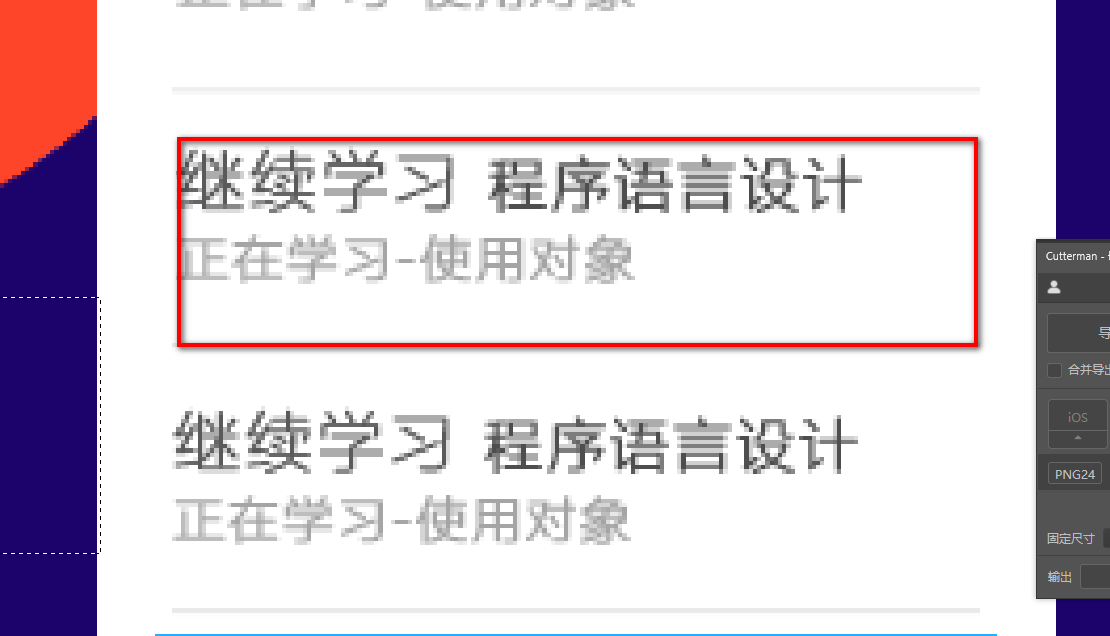 正在学习-使用对象
继续学习 程序语言设计
正在学习-使用对象
Cutterman -
导
合并导出
iOS
继续学习 程序语言设计
PNG24
正在学习-使用对象
固定尺寸
输出